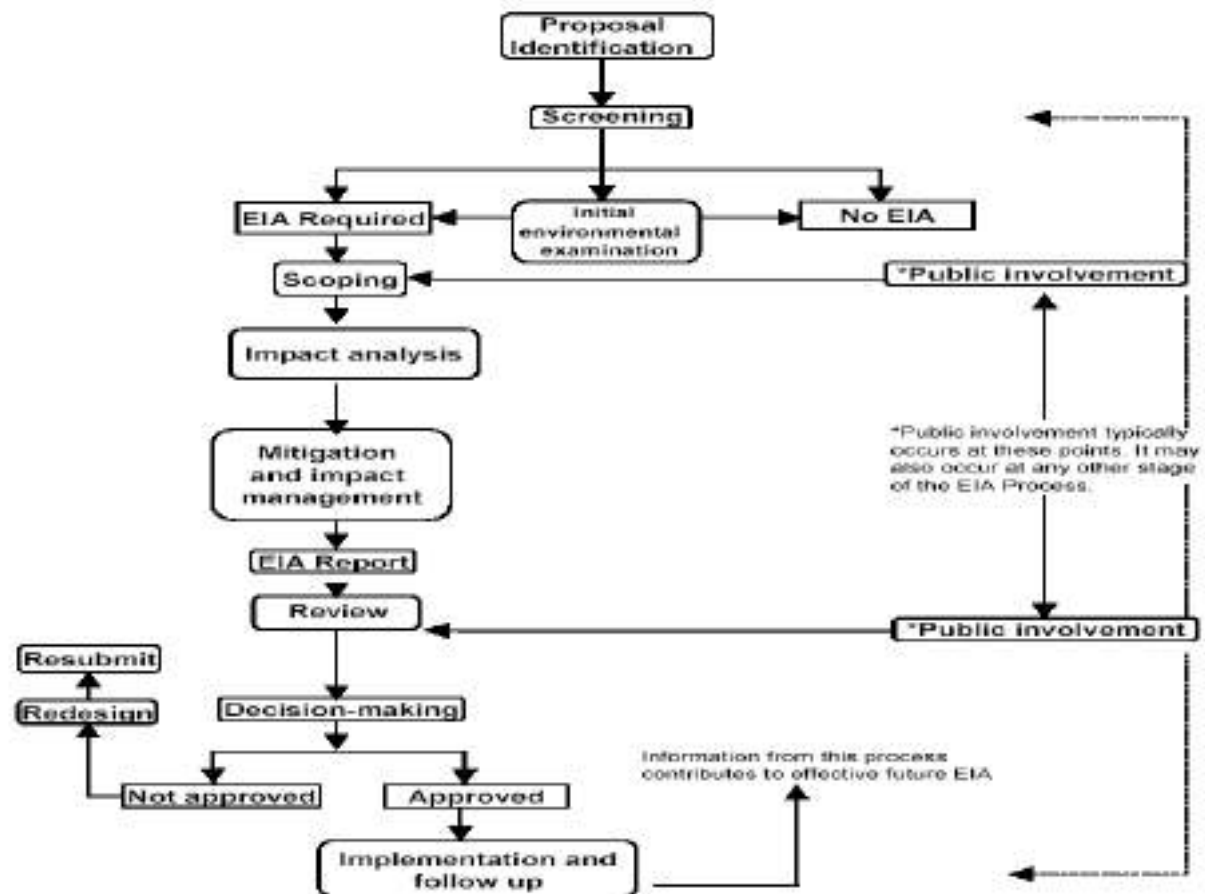 Proposal
Identification
Screening
EIA Required
Initial
environmental
examination
No EIA
Scoping
*Public involvement
Impact analysis
*Public involvement typically
occurs at these points. It may
also occur at any other stage
of the EIA Process.
Mitigation
and impact
management
EIA Report
Review
*Public involvement
Resubmit
Redesign
Decision-making
Information from this process
contributes to effective future EIA
Not approved
Approved
Implementation and
follow up